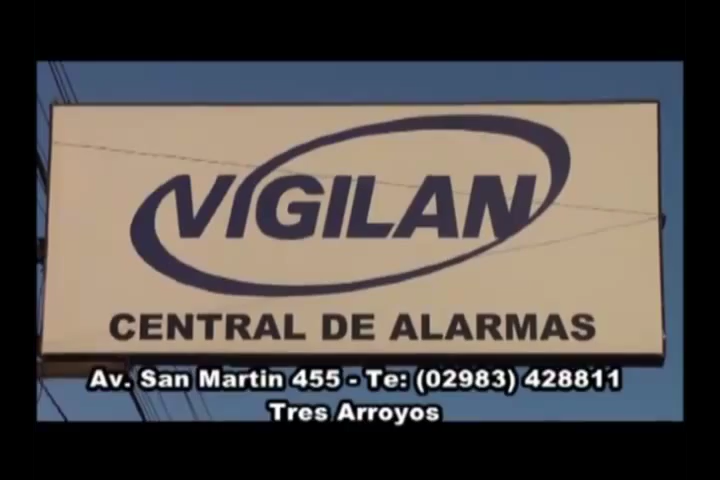 VIGILAN
CENTRAL DE ALARMAS
Av. San Martin 455 - Te: (02983) 428811
Tres Arroyos